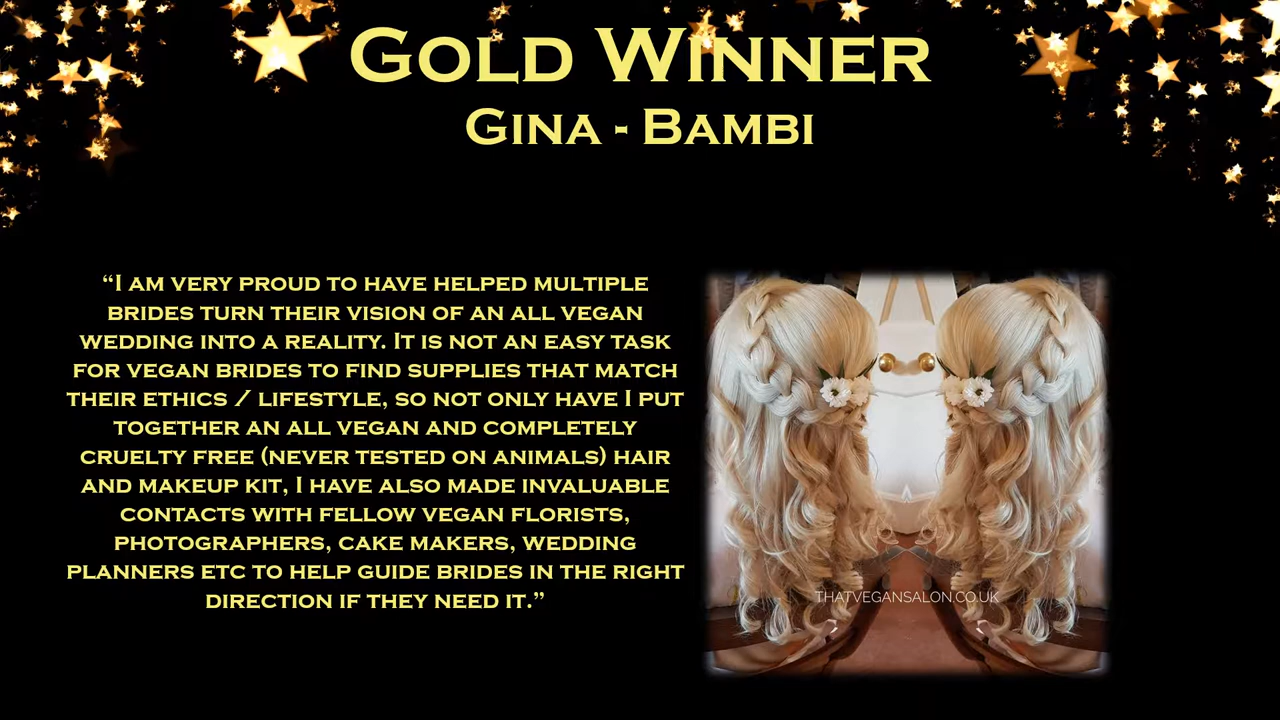 Gold Winner
Gina - Bambi
“I am very proud to have helped multiple
brides turn their vision of an all vegan
wedding into a reality. It is not an easy task
for vegan brides to find supplies that match
their ethics / lifestyle, so not only have I put
together an all vegan and completely
cruelty free (never tested on animals) hair
and makeup kit, I have also made invaluable
contacts with fellow vegan florists,
photographers, cake makers, wedding
planners etc to help guide brides in the right
direction if they need it.”
THATVEGANSALON.CO.UK